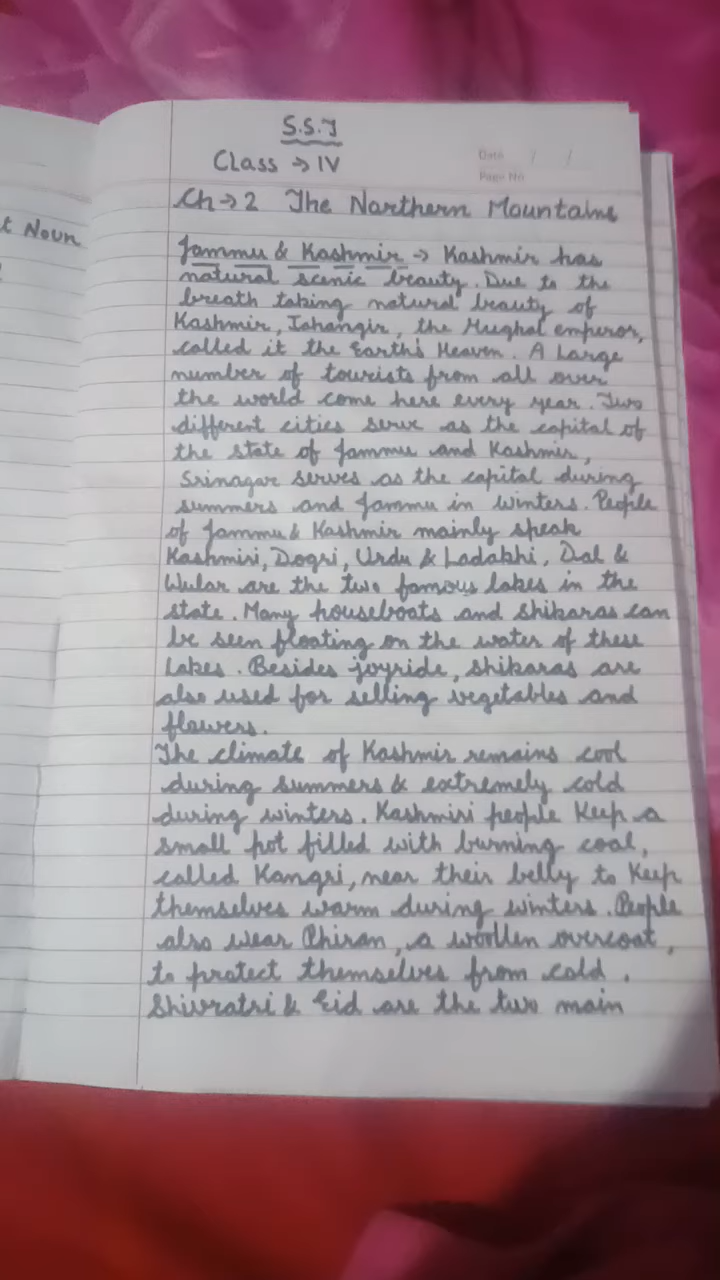 S.S.T
Class → IV
Date / /
Page No
t Noun
Ch → 2 The Northern Mountains
Jammu & Kashmir → Kashmir has
natural scenic beauty. Due to the
breath taking natural beauty of
Kashmir, Jahangir, the Mughal emperor,
called it the Earth's Heaven. A large
number of tourists from all over
the world come here every year. Two
different cities serve as the capital of
the state of Jammu and Kashmir,
Srinagar serves as the capital during
summers and Jammu in winters. People
of Jammu & Kashmir mainly speak
Kashmiri, Dogri, Urdu & Ladakhi, Dal &
Wular are the two famous lakes in the
state. Many houseboats and shikaras can
be seen floating on the water of these
lakes. Besides joyride, shikaras are
also used for selling vegetables and
flowers.
The climate of Kashmir remains cool
during summers & extremely cold
during winters. Kashmiri people keep a
small pot filled with burning coal,
called Kangri, near their belly to keep
themselves warm during winters. People
also wear Phiran, a woollen overcoat,
to protect themselves from cold.
Shivratri & Eid are the two main